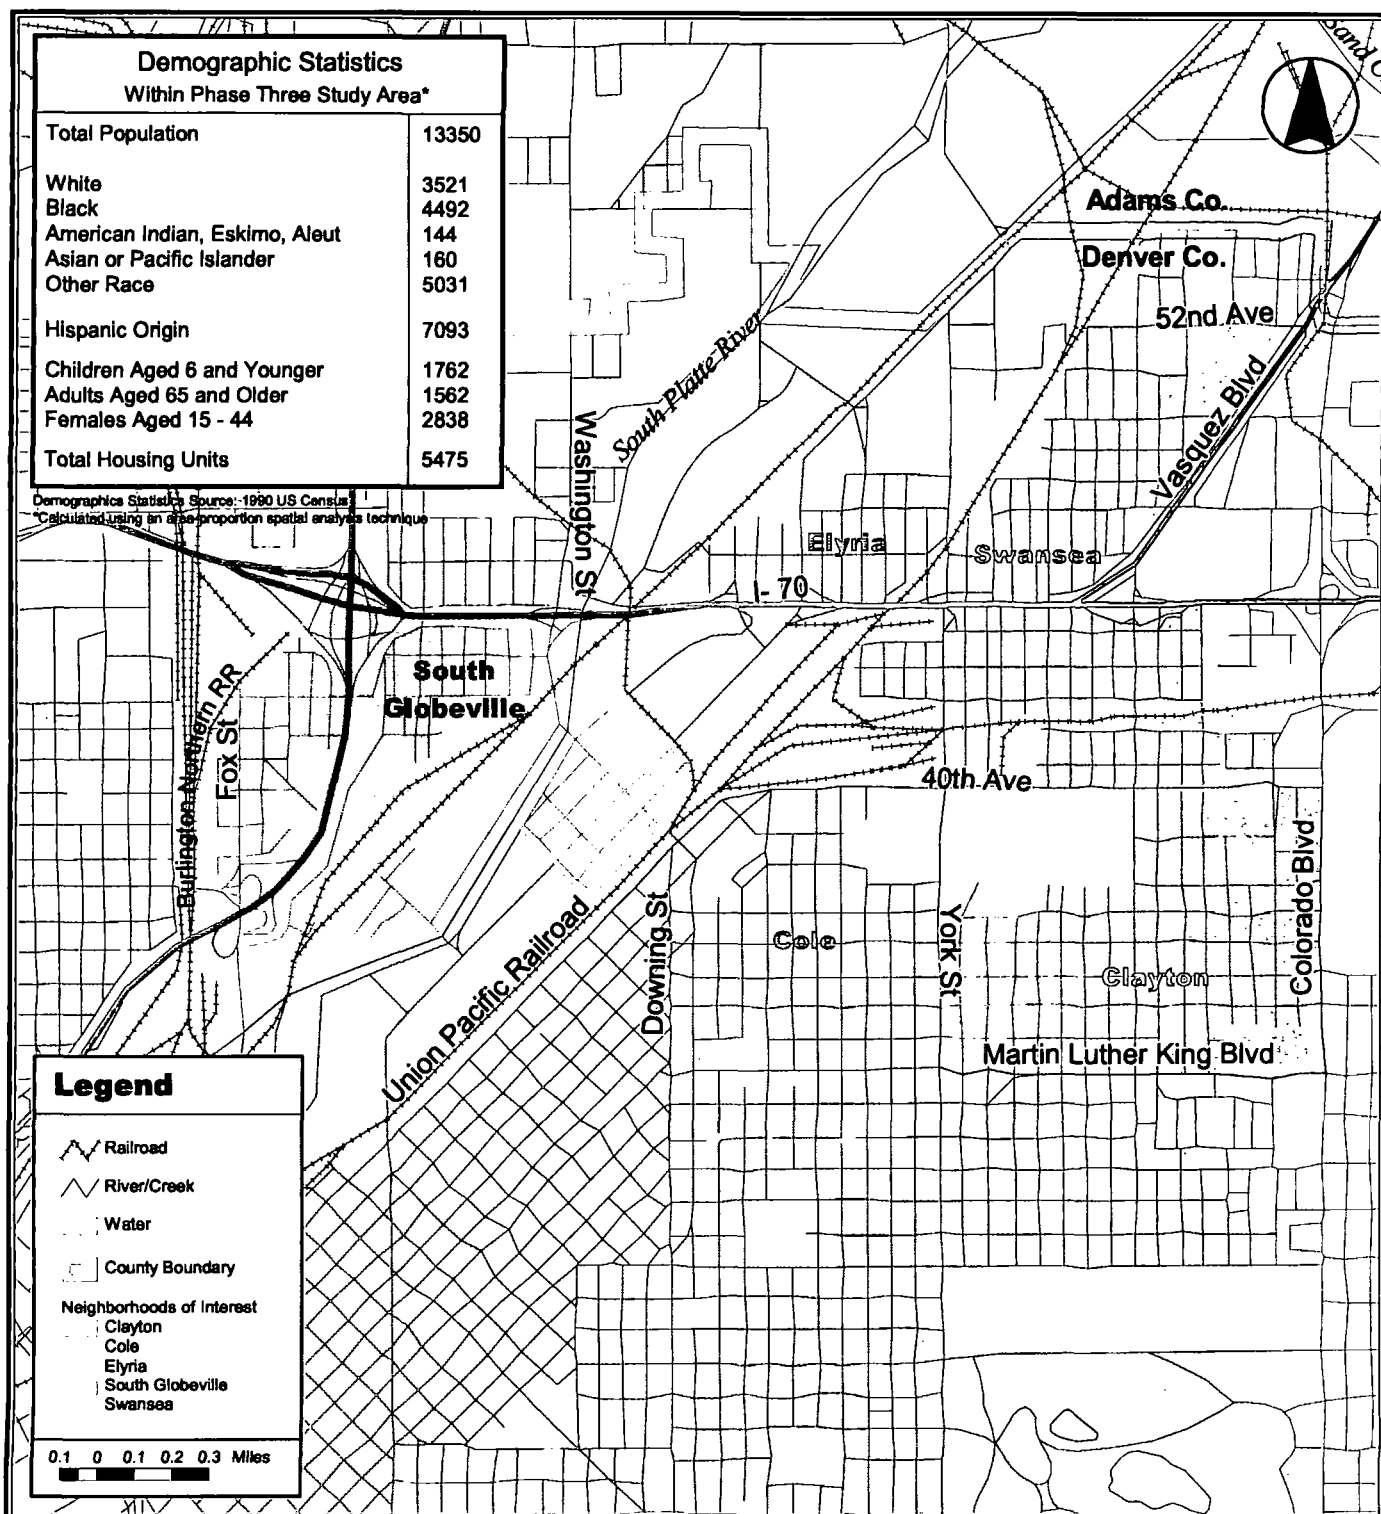 Demographic Statistics
Within Phase Three Study Area*
Total Population 13350
White 3521
Black 4492
American Indian, Eskimo, Aleut 144
Asian or Pacific Islander 160
Other Race 5031
Hispanic Origin 7093
Children Aged 6 and Younger 1762
Adults Aged 65 and Older 1562
Females Aged 15 - 44 2838
Total Housing Units 5475
Demographics Statistics Source: 1990 US Census
*Calculated using an area-proportion spatial analysis technique
Sand
Adams Co.
Denver Co.
52nd Ave
Vasquez Blvd
South Platte River
Washington St
Elyria
Swansea
I-70
South
Globeville
Burlington Northern RR
Fox St
40th Ave
Union Pacific Railroad
Downing St
Cole
York St
Clayton
Colorado Blvd
Martin Luther King Blvd
Legend
Railroad
River/Creek
Water
County Boundary
Neighborhoods of Interest
Clayton
Cole
Elyria
South Globeville
Swansea
0.1 0 0.1 0.2 0.3 Miles